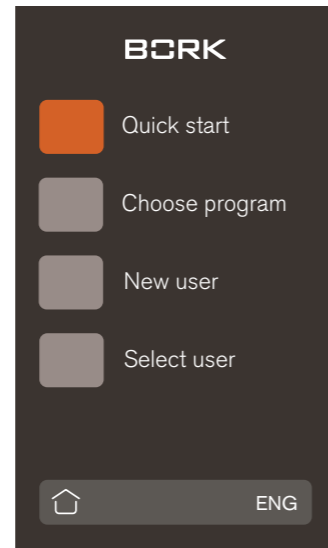 BORK
Quick start
Choose program
New user
Select user
ENG